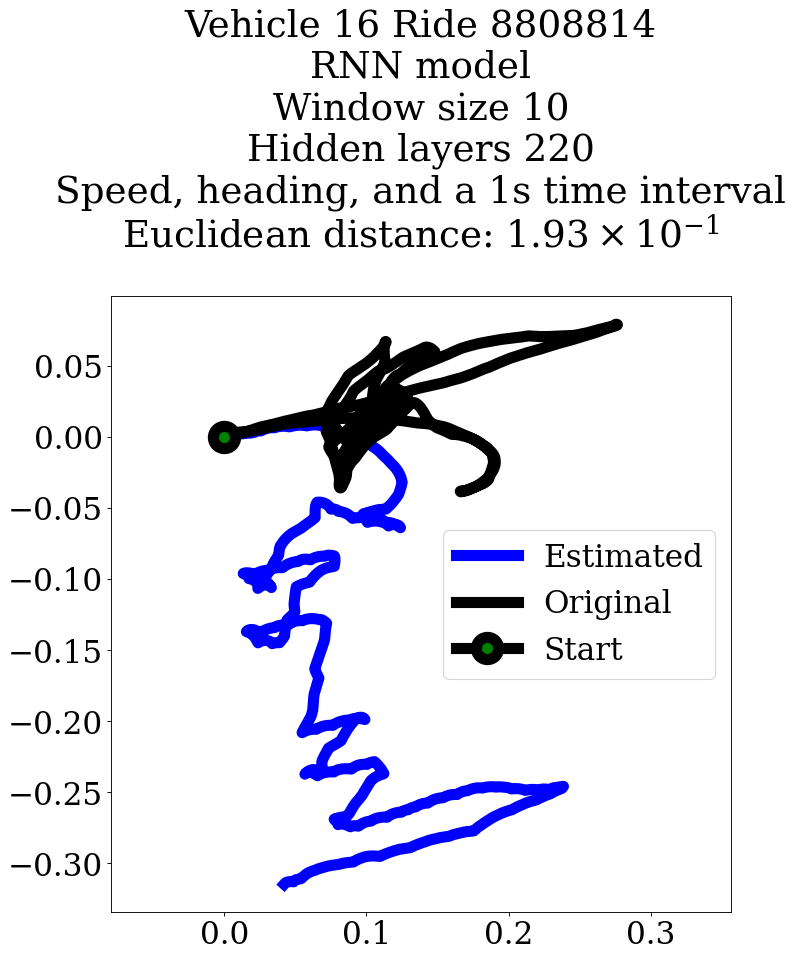 Vehicle 16 Ride 8808814
RNN model
Window size 10
Hidden layers 220
Speed, heading, and a 1s time interval
Euclidean distance: 1.93 × 10⁻¹
0.05
0.00
−0.05
−0.10
−0.15
−0.20
−0.25
−0.30
Estimated
Original
Start
0.0 0.1 0.2 0.3